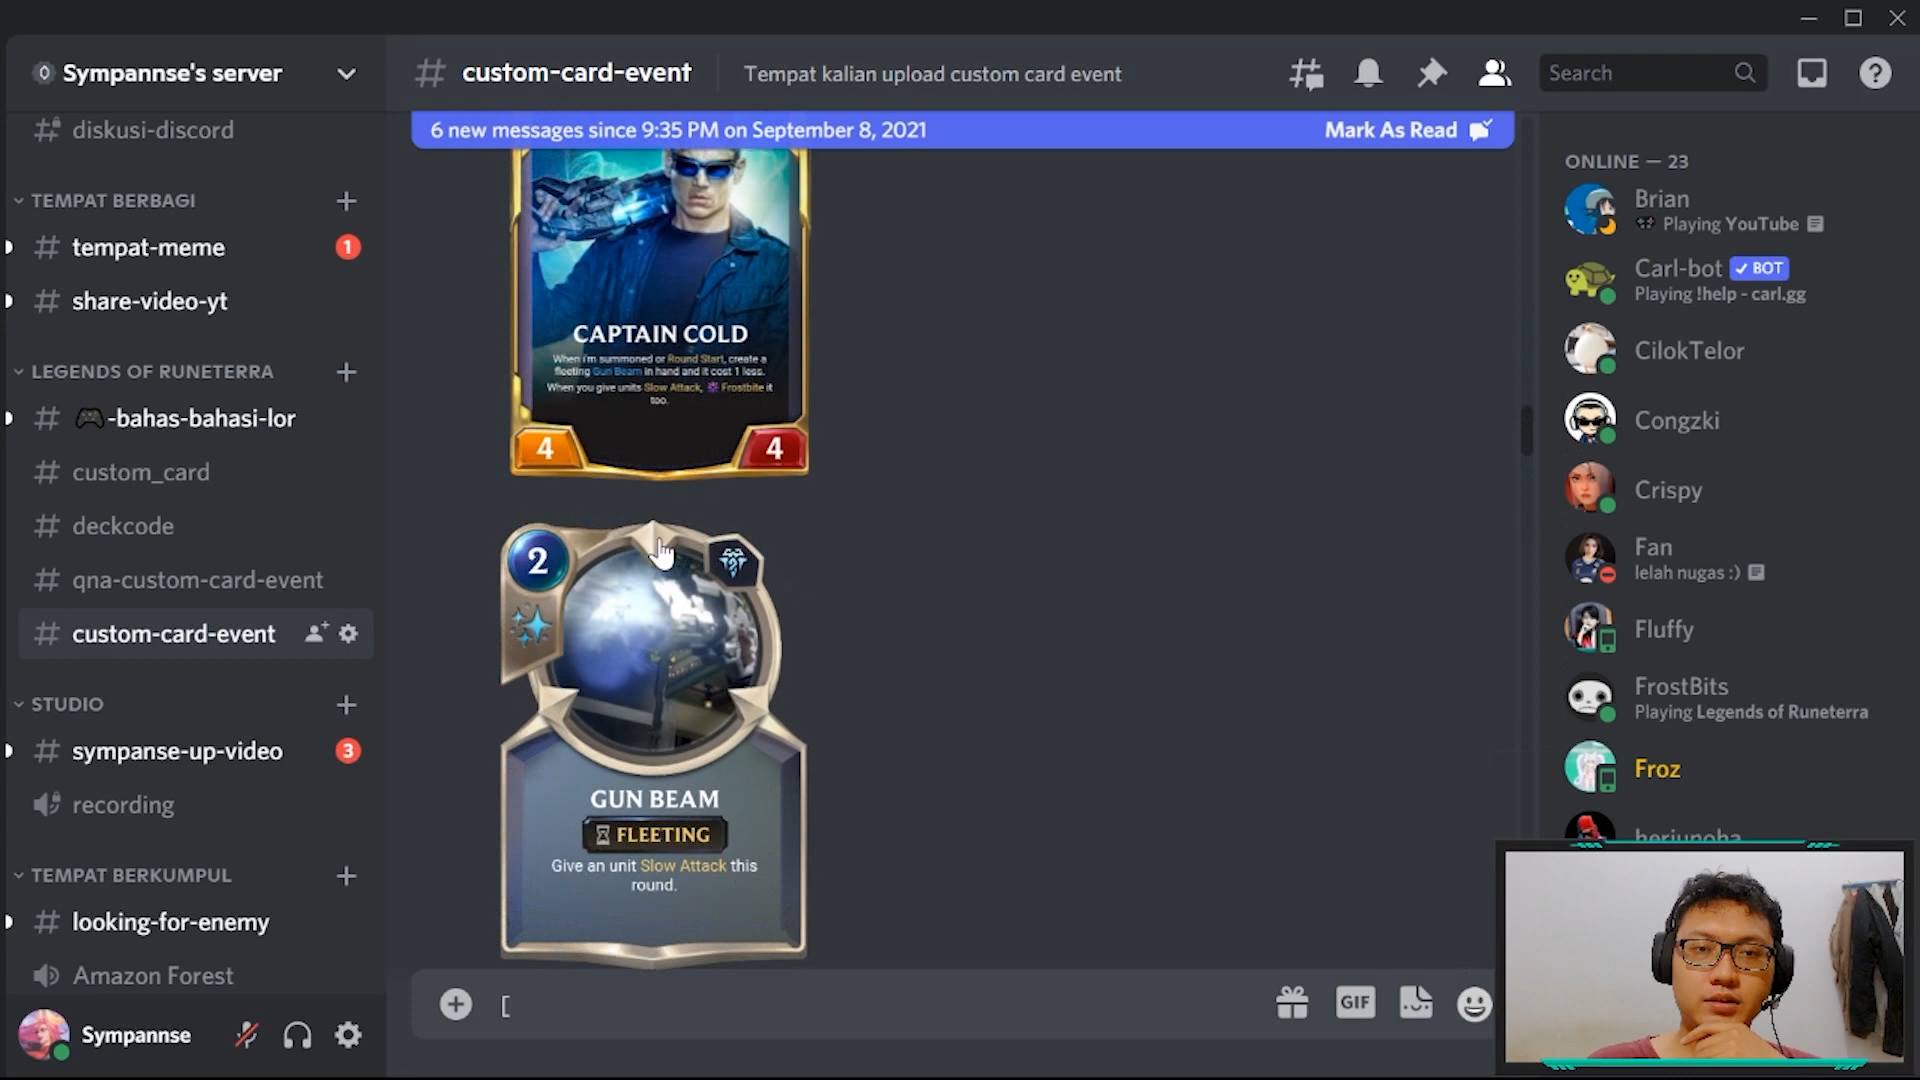 Sympannse's server
custom-card-event
Tempat kalian upload custom card event
Search
diskusi-discord
6 new messages since 9:35 PM on September 8, 2021
Mark As Read
TEMPAT BERBAGI
tempat-meme
1
share-video-yt
LEGENDS OF RUNETERRA
-bahas-bahasi-lor
custom_card
deckcode
qna-custom-card-event
custom-card-event
STUDIO
sympanse-up-video
3
recording
TEMPAT BERKUMPUL
looking-for-enemy
Amazon Forest
Sympannse
CAPTAIN COLD
When i'm summoned or Round Start, create a
fleeting Gun Beam in hand and it cost 1 less.
When you give units Slow Attack, Frostbite it
too.
4
4
2
GUN BEAM
FLEETING
Give an unit Slow Attack this
round.
[
GIF
ONLINE — 23
Brian
Playing YouTube
Carl-bot
BOT
Playing !help - carl.gg
CilokTelor
Congzki
Crispy
Fan
lelah nugas :)
Fluffy
FrostBits
Playing Legends of Runeterra
Froz